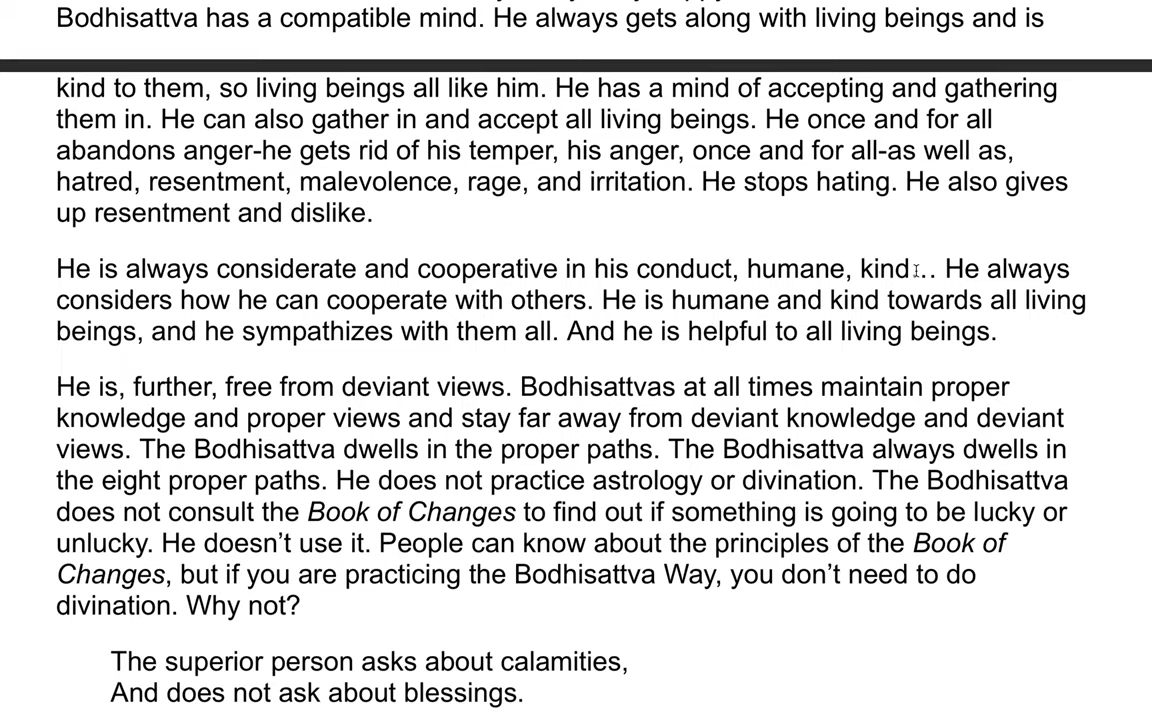 Bodhisattva has a compatible mind. He always gets along with living beings and is
kind to them, so living beings all like him. He has a mind of accepting and gathering
them in. He can also gather in and accept all living beings. He once and for all
abandons anger-he gets rid of his temper, his anger, once and for all-as well as,
hatred, resentment, malevolence, rage, and irritation. He stops hating. He also gives
up resentment and dislike.
He is always considerate and cooperative in his conduct, humane, kind... He always
considers how he can cooperate with others. He is humane and kind towards all living
beings, and he sympathizes with them all. And he is helpful to all living beings.
He is, further, free from deviant views. Bodhisattvas at all times maintain proper
knowledge and proper views and stay far away from deviant knowledge and deviant
views. The Bodhisattva dwells in the proper paths. The Bodhisattva always dwells in
the eight proper paths. He does not practice astrology or divination. The Bodhisattva
does not consult the Book of Changes to find out if something is going to be lucky or
unlucky. He doesn’t use it. People can know about the principles of the Book of
Changes, but if you are practicing the Bodhisattva Way, you don’t need to do
divination. Why not?
The superior person asks about calamities,
And does not ask about blessings.